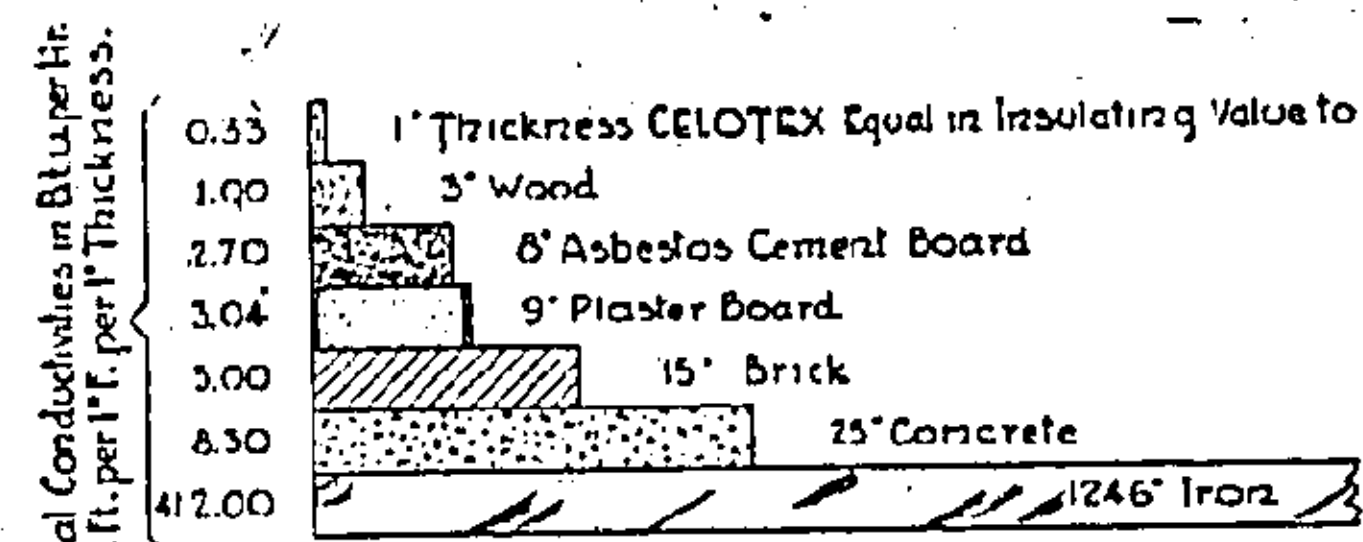 al Conductivities in B.t.u. per Hr.
Ft. per 1°F. per 1" Thickness.
0.33 1" Thickness CELOTEX Equal in Insulating Value to
1.00 3" Wood
2.70 8" Asbestos Cement Board
3.04 9" Plaster Board
5.00 15" Brick
8.30 25" Concrete
412.00 1246" Iron